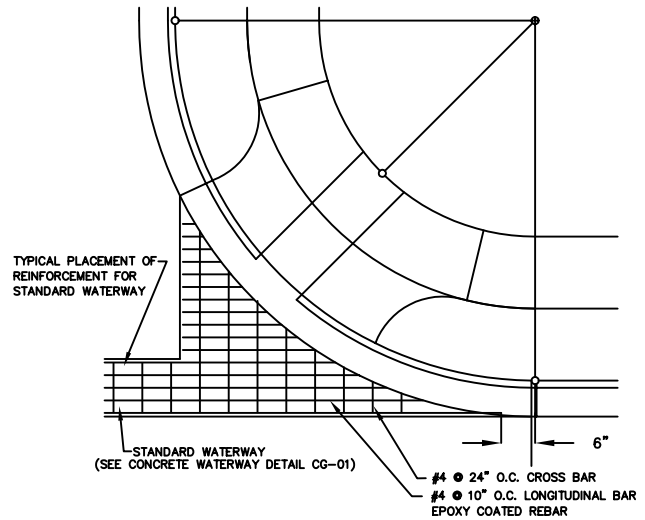 TYPICAL PLACEMENT OF
REINFORCEMENT FOR
STANDARD WATERWAY
STANDARD WATERWAY
(SEE CONCRETE WATERWAY DETAIL CG-01)
6"
#4 @ 24" O.C. CROSS BAR
#4 @ 10" O.C. LONGITUDINAL BAR
EPOXY COATED REBAR